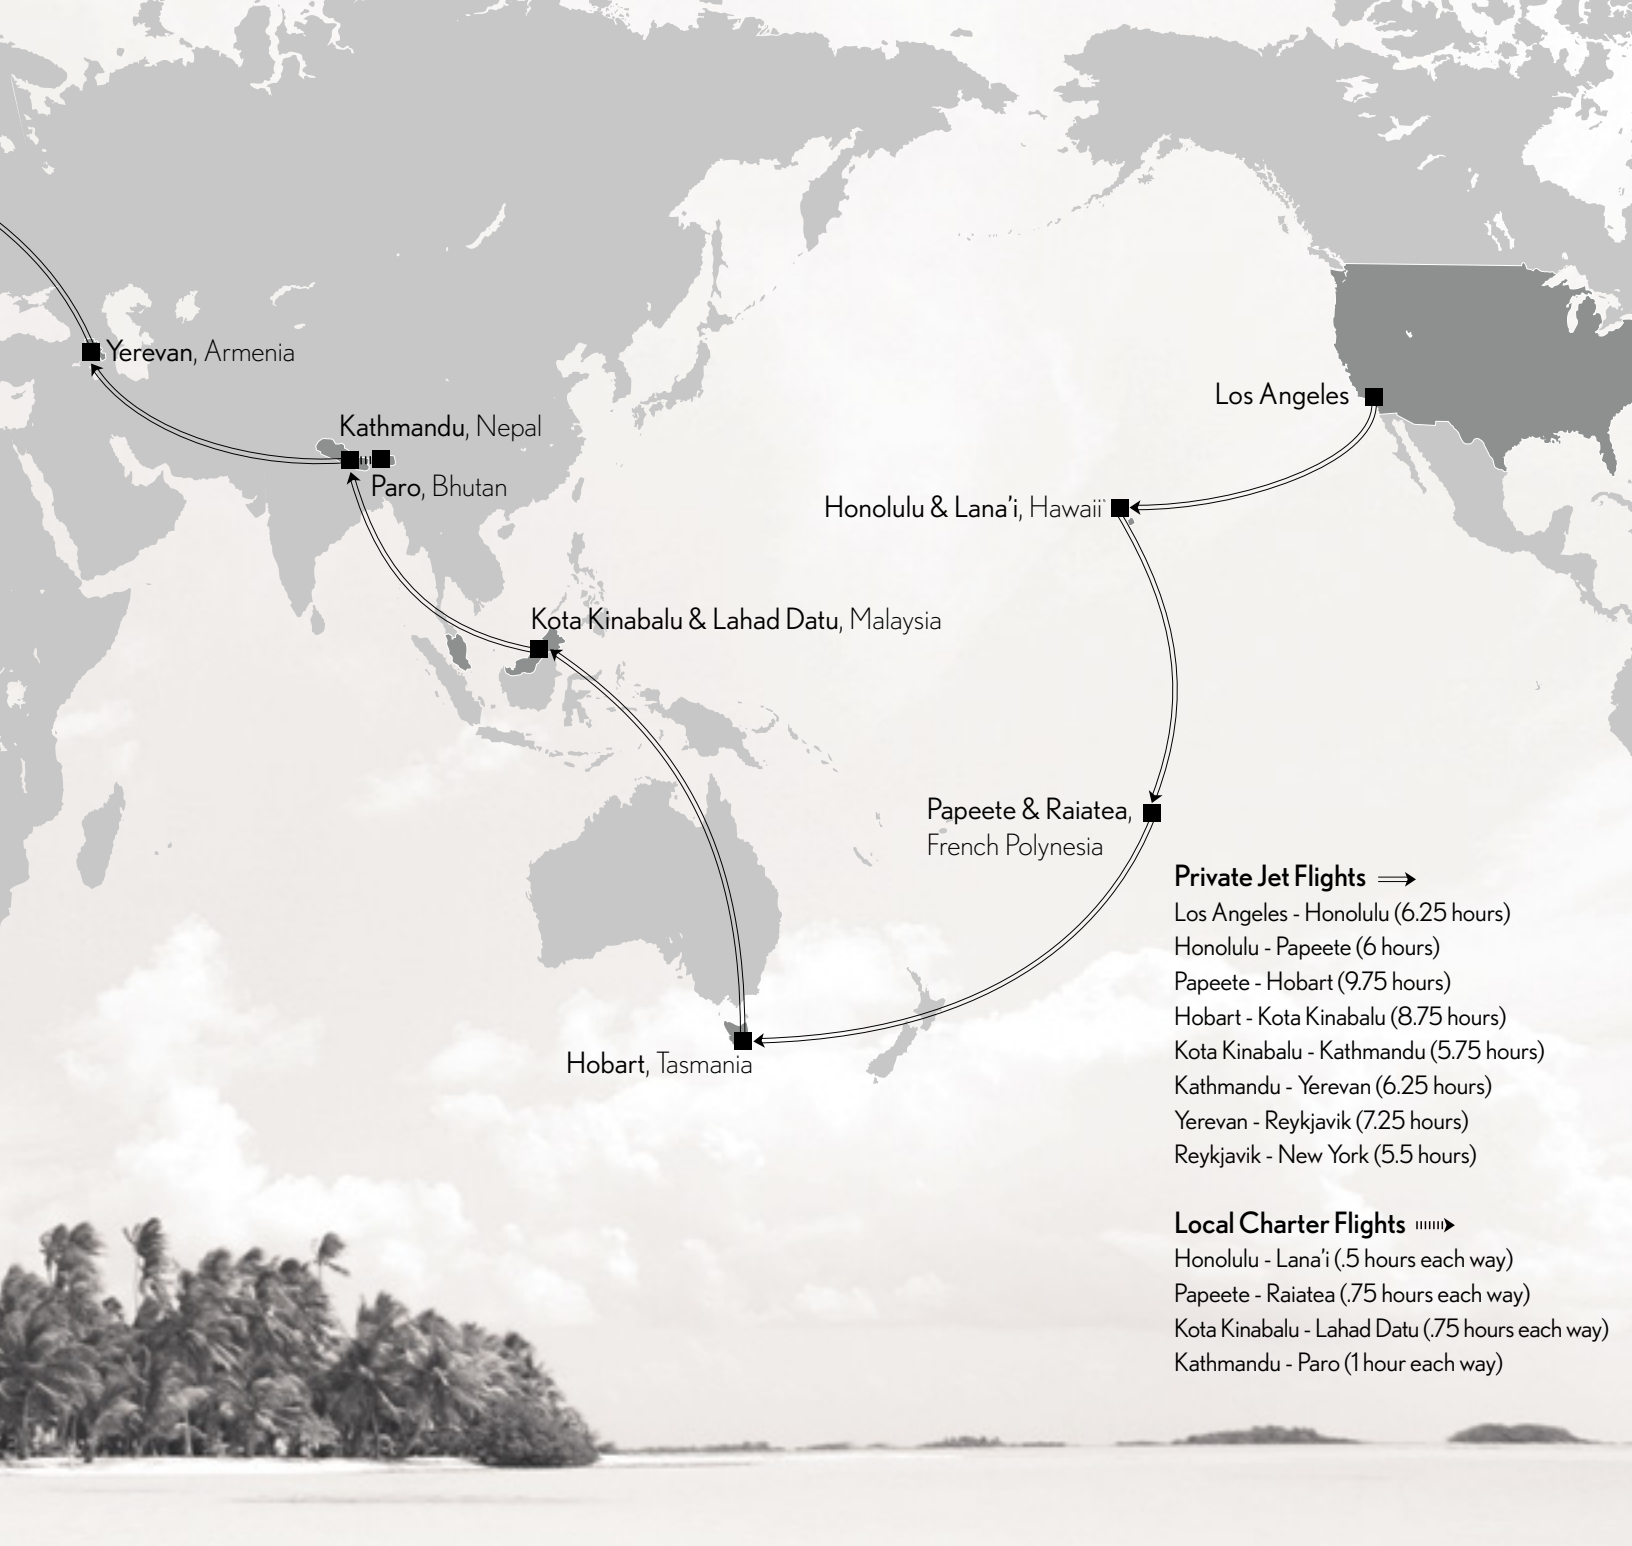 Yerevan, Armenia
Kathmandu, Nepal
Paro, Bhutan
Los Angeles
Honolulu & Lana'i, Hawaii
Kota Kinabalu & Lahad Datu, Malaysia
Papeete & Raiatea,
French Polynesia
Hobart, Tasmania
Private Jet Flights
Los Angeles - Honolulu (6.25 hours)
Honolulu - Papeete (6 hours)
Papeete - Hobart (9.75 hours)
Hobart - Kota Kinabalu (8.75 hours)
Kota Kinabalu - Kathmandu (5.75 hours)
Kathmandu - Yerevan (6.25 hours)
Yerevan - Reykjavik (7.25 hours)
Reykjavik - New York (5.5 hours)
Local Charter Flights
Honolulu - Lana'i (.5 hours each way)
Papeete - Raiatea (.75 hours each way)
Kota Kinabalu - Lahad Datu (.75 hours each way)
Kathmandu - Paro (1 hour each way)